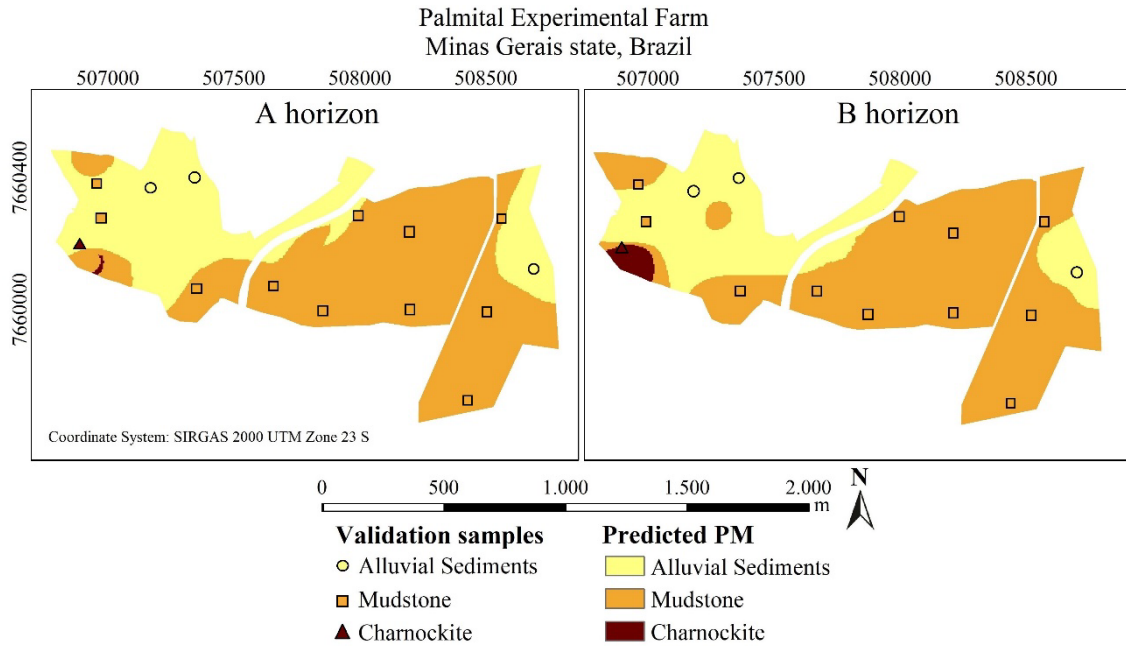 Palmital Experimental Farm
Minas Gerais state, Brazil
507000 507500 508000 508500 507000 507500 508000 508500
A horizon B horizon
7660400
7660000
Coordinate System: SIRGAS 2000 UTM Zone 23 S
0 500 1.000 1.500 2.000
m
N
Validation samples Predicted PM
Alluvial Sediments Alluvial Sediments
Mudstone Mudstone
Charnockite Charnockite